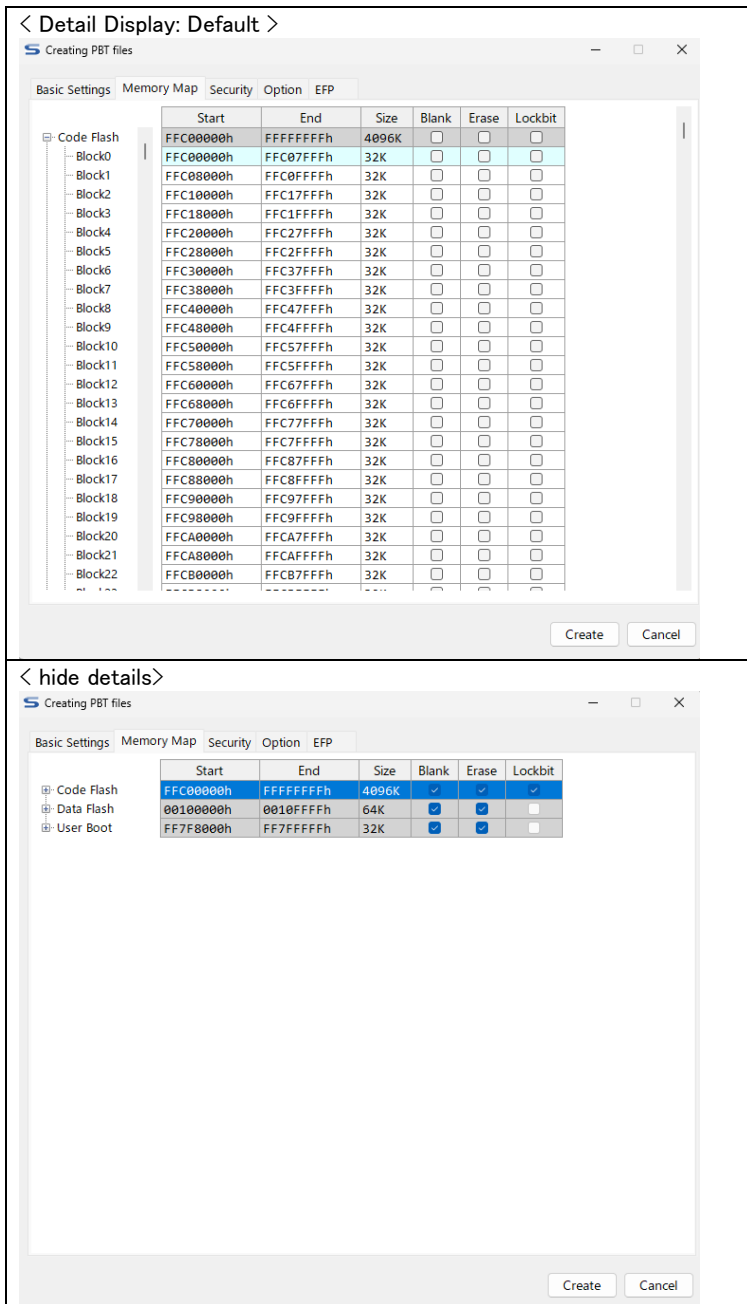 < Detail Display: Default >
Creating PBT files
Basic Settings Memory Map Security Option EFP
Start End Size Blank Erase Lockbit
Code Flash FFC00000h FFFFFFFFh 4096K
Block0 FFC00000h FFC07FFFh 32K
Block1 FFC08000h FFC0FFFFh 32K
Block2 FFC10000h FFC17FFFh 32K
Block3 FFC18000h FFC1FFFFh 32K
Block4 FFC20000h FFC27FFFh 32K
Block5 FFC28000h FFC2FFFFh 32K
Block6 FFC30000h FFC37FFFh 32K
Block7 FFC38000h FFC3FFFFh 32K
Block8 FFC40000h FFC47FFFh 32K
Block9 FFC48000h FFC4FFFFh 32K
Block10 FFC50000h FFC57FFFh 32K
Block11 FFC58000h FFC5FFFFh 32K
Block12 FFC60000h FFC67FFFh 32K
Block13 FFC68000h FFC6FFFFh 32K
Block14 FFC70000h FFC77FFFh 32K
Block15 FFC78000h FFC7FFFFh 32K
Block16 FFC80000h FFC87FFFh 32K
Block17 FFC88000h FFC8FFFFh 32K
Block18 FFC90000h FFC97FFFh 32K
Block19 FFC98000h FFC9FFFFh 32K
Block20 FFCA0000h FFCA7FFFh 32K
Block21 FFCA8000h FFCAFFFFh 32K
Block22 FFCB0000h FFCB7FFFh 32K
Create Cancel
< hide details>
Creating PBT files
Basic Settings Memory Map Security Option EFP
Start End Size Blank Erase Lockbit
Code Flash FFC00000h FFFFFFFFh 4096K
Data Flash 00100000h 0010FFFFh 64K
User Boot FF7F8000h FF7FFFFFh 32K
Create Cancel